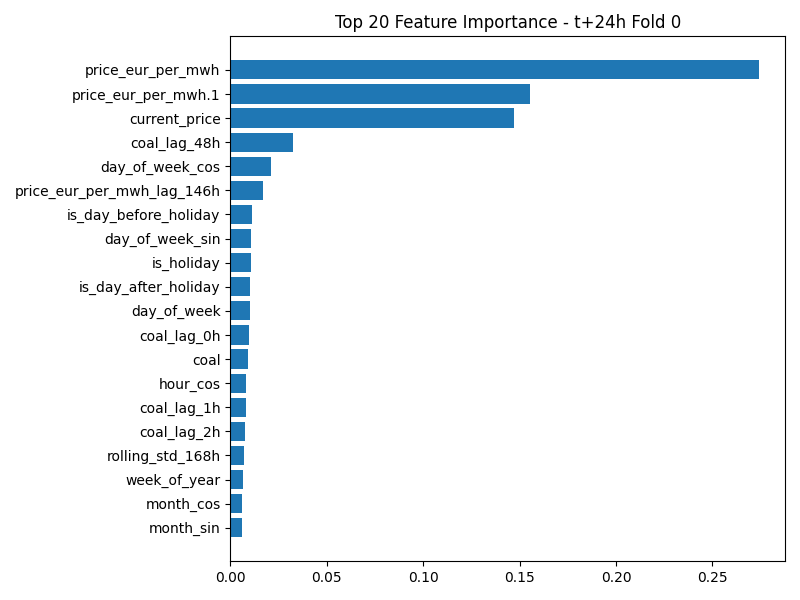 Top 20 Feature Importance - t+24h Fold 0
price_eur_per_mwh
price_eur_per_mwh.1
current_price
coal_lag_48h
day_of_week_cos
price_eur_per_mwh_lag_146h
is_day_before_holiday
day_of_week_sin
is_holiday
is_day_after_holiday
day_of_week
coal_lag_0h
coal
hour_cos
coal_lag_1h
coal_lag_2h
rolling_std_168h
week_of_year
month_cos
month_sin
0.00 0.05 0.10 0.15 0.20 0.25